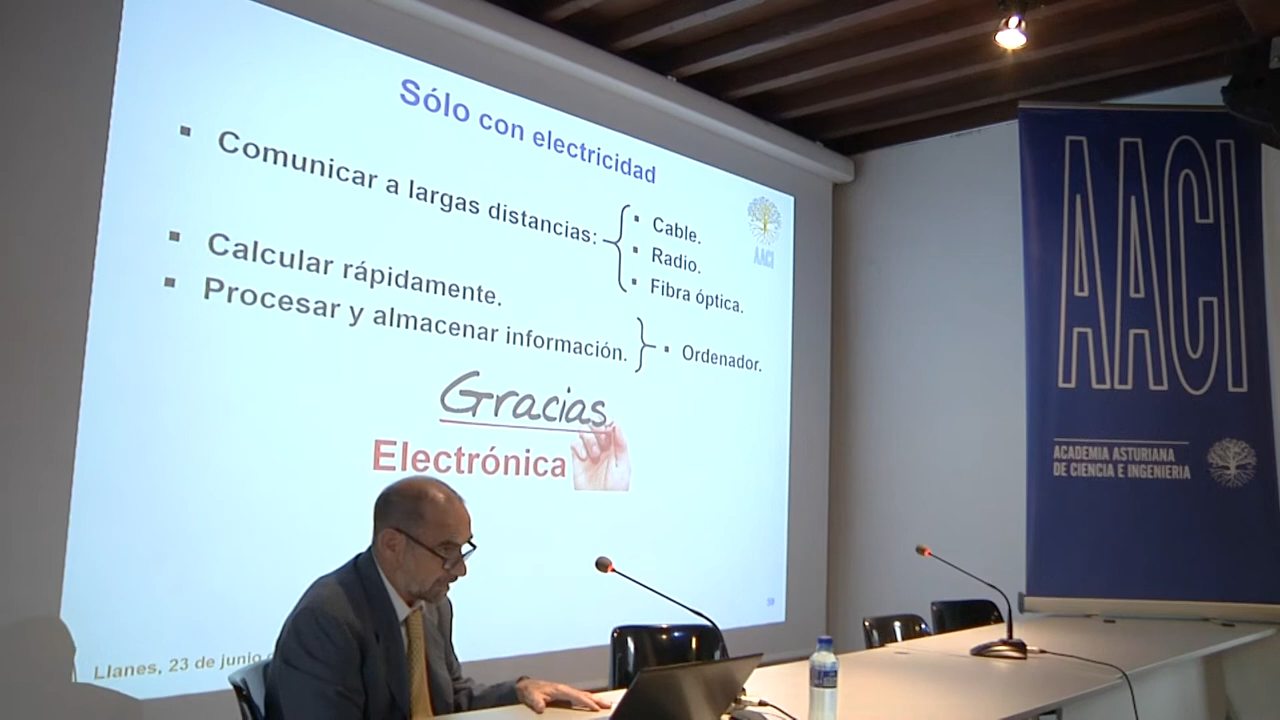 Sólo con electricidad
▪ Comunicar a largas distancias:
▪ Cable.
▪ Radio.
▪ Fibra óptica.
▪ Calcular rápidamente.
▪ Procesar y almacenar información.
▪ Ordenador.
Gracias
Electrónica
Llanes, 23 de junio
AACI
AACI
ACADEMIA ASTURIANA
DE CIENCIA E INGENIERIA